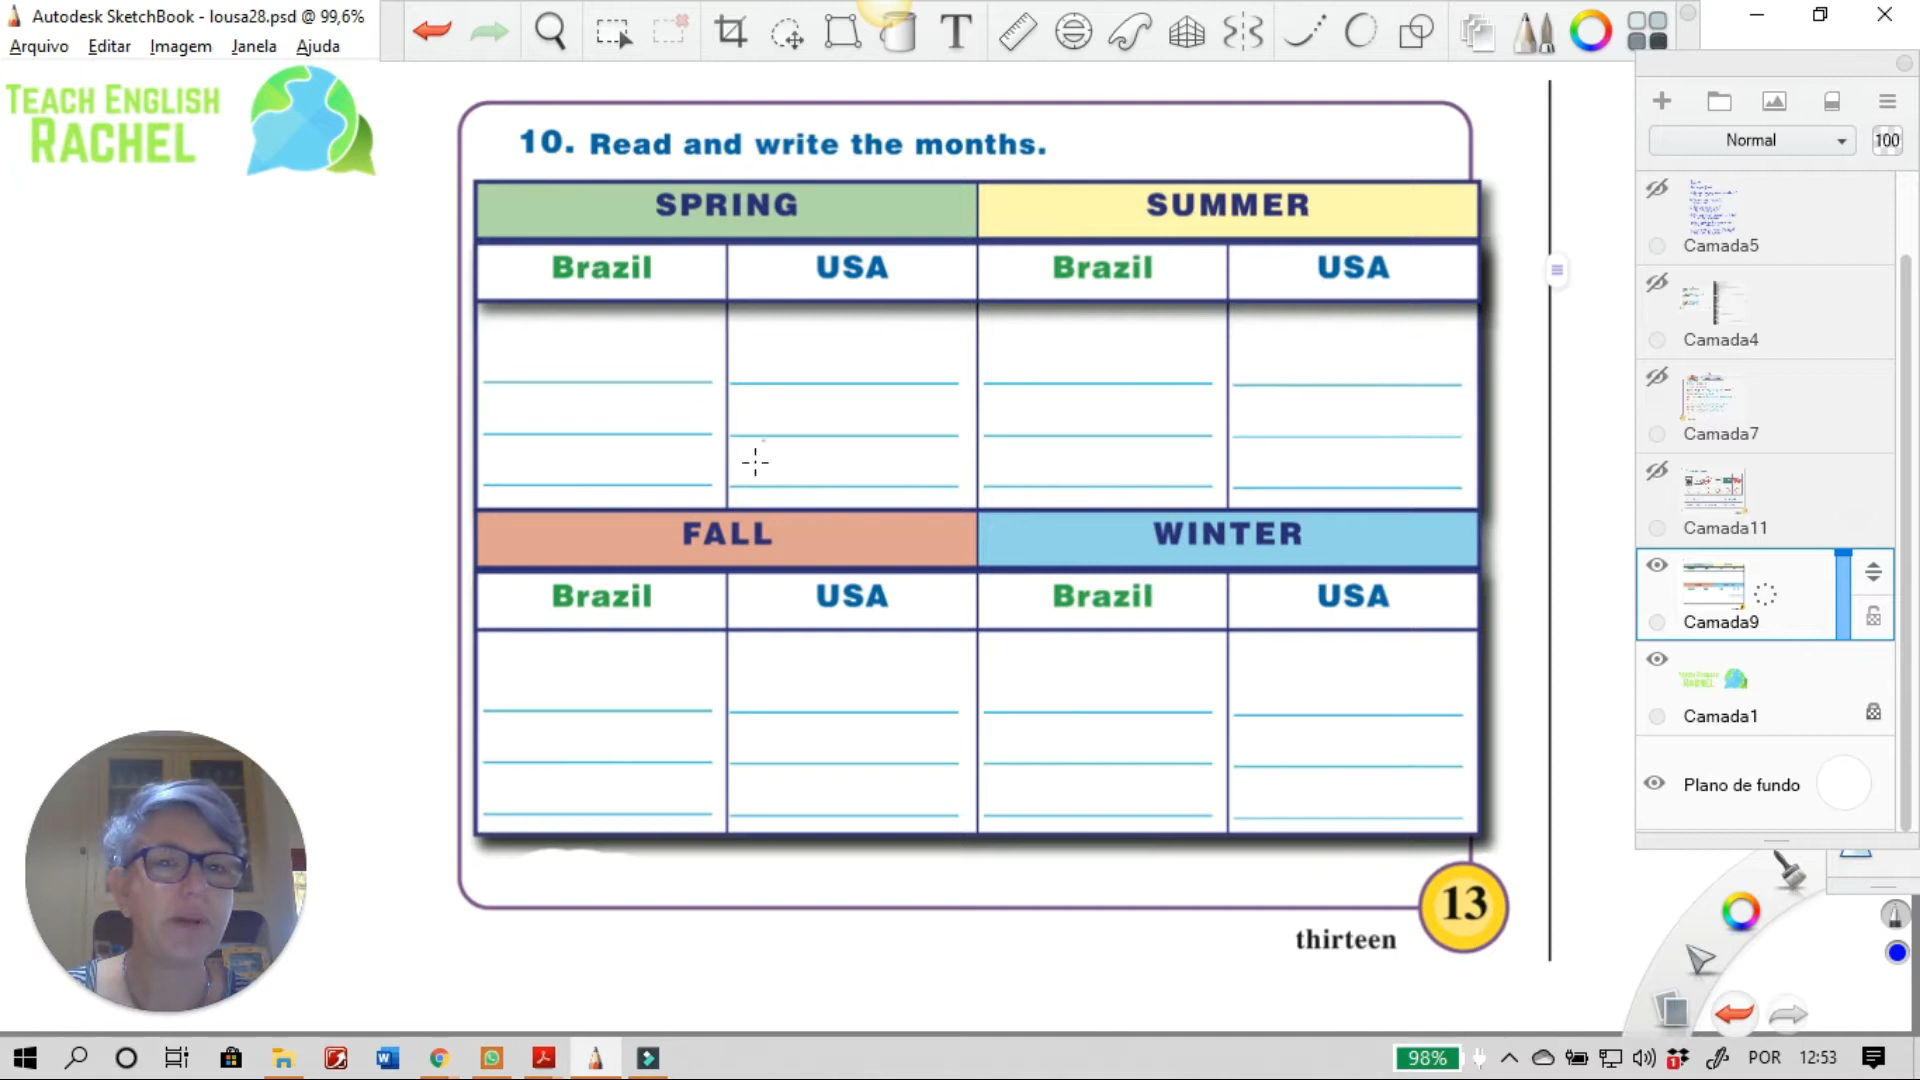 Autodesk SketchBook - lousa28.psd @ 99,6%
Arquivo Editar Imagem Janela Ajuda
T
TEACH ENGLISH
RACHEL
10. Read and write the months.
SPRING SUMMER
Brazil USA Brazil USA
FALL WINTER
Brazil USA Brazil USA
13
thirteen
Normal 100
Camada5
Camada4
Camada7
Camada11
Camada9
Camada1
Plano de fundo
98% POR 12:53